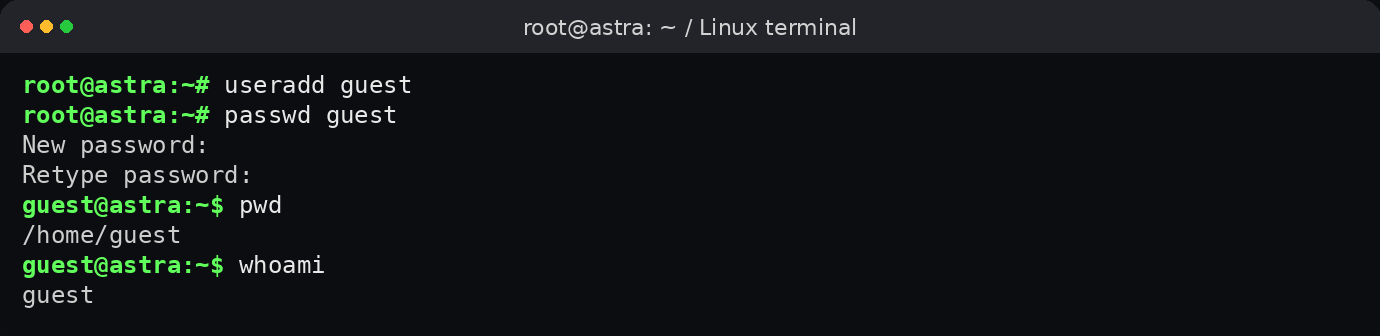 root@astra: ~ / Linux terminal
root@astra:~# useradd guest
root@astra:~# passwd guest
New password:
Retype password:
guest@astra:~$ pwd
/home/guest
guest@astra:~$ whoami
guest